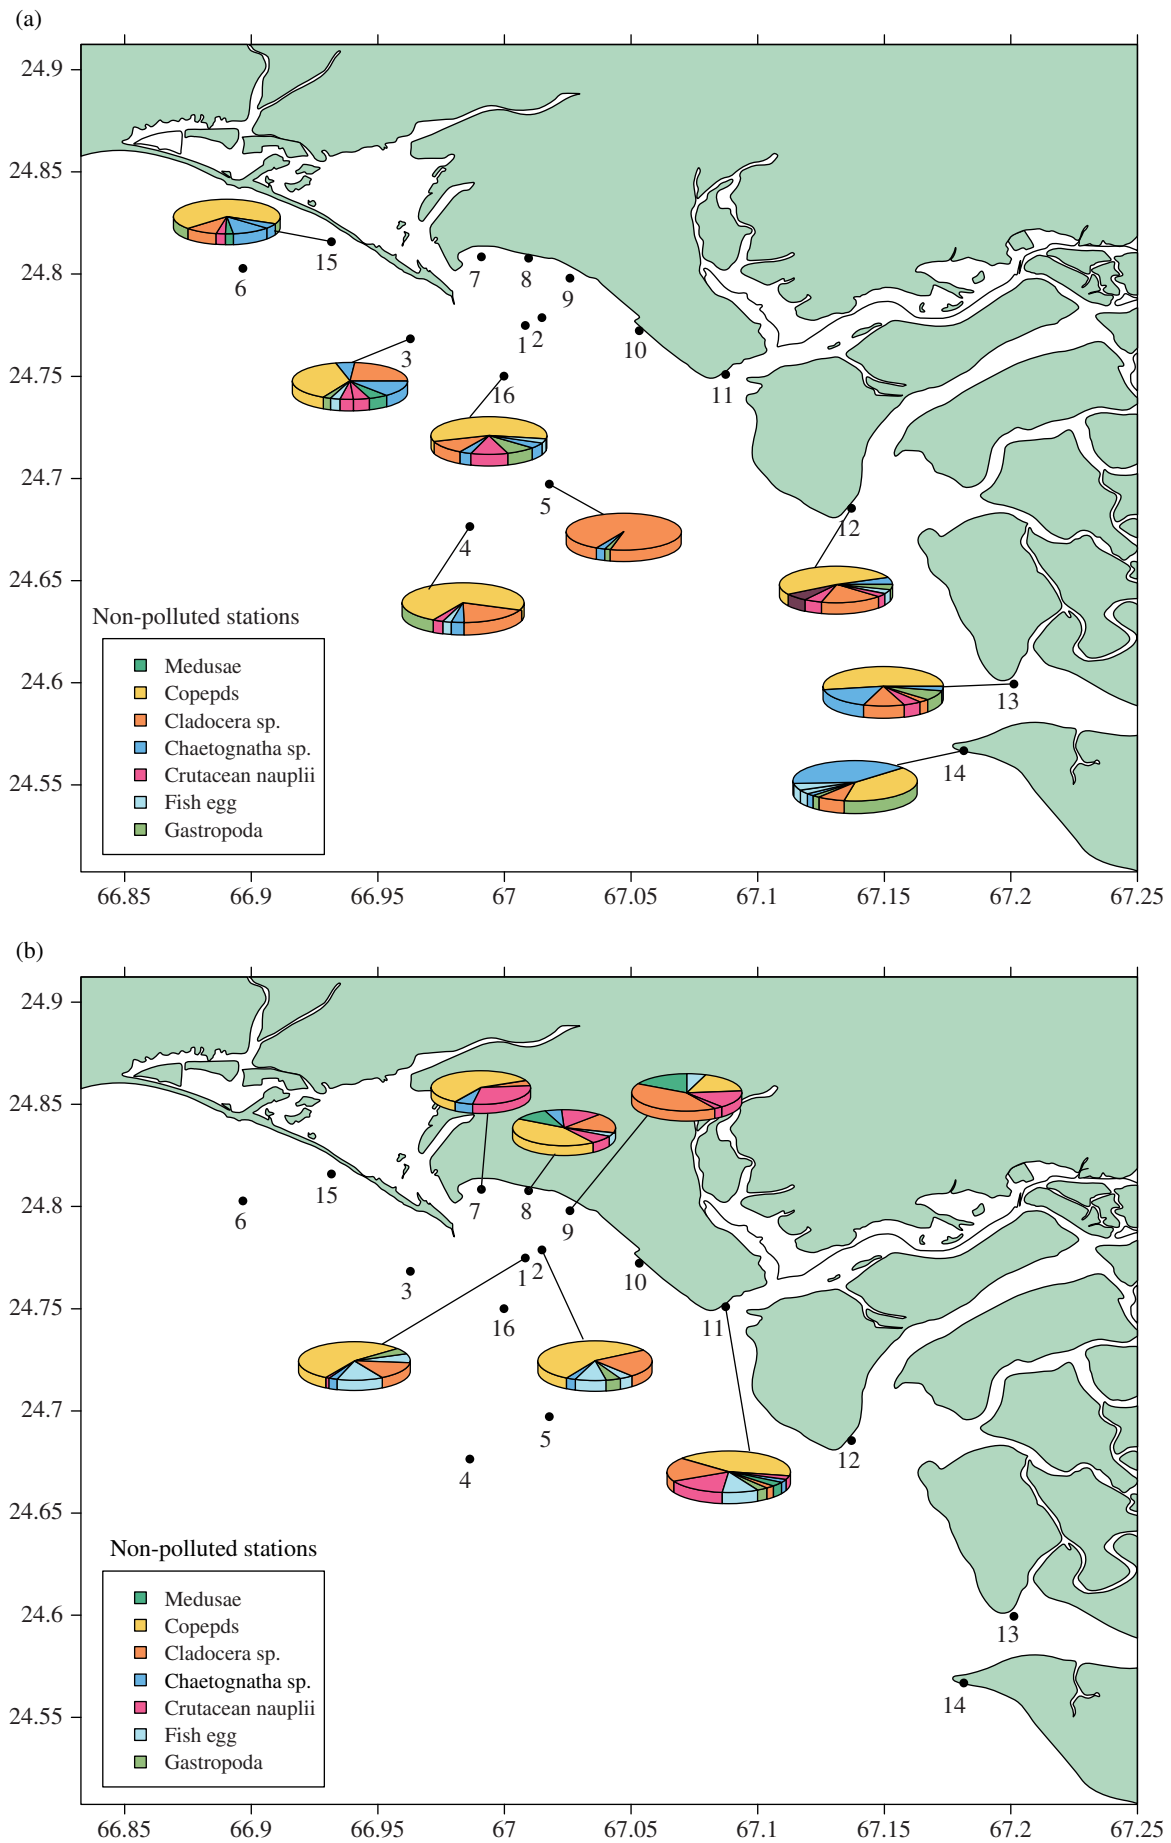 (a)
24.9
24.85
24.8
24.75
24.7
24.65
24.6
24.55
15
6
7
8
9
3
1
2
10
16
11
5
4
12
13
14
Non-polluted stations
Medusae
Copepds
Cladocera sp.
Chaetognatha sp.
Crutacean nauplii
Fish egg
Gastropoda
66.85 66.9 66.95 67 67.05 67.1 67.15 67.2 67.25
(b)
24.9
24.85
24.8
24.75
24.7
24.65
24.6
24.55
15
6
7
8
9
3
1
2
10
16
11
5
4
12
13
14
Non-polluted stations
Medusae
Copepds
Cladocera sp.
Chaetognatha sp.
Crutacean nauplii
Fish egg
Gastropoda
66.85 66.9 66.95 67 67.05 67.1 67.15 67.2 67.25